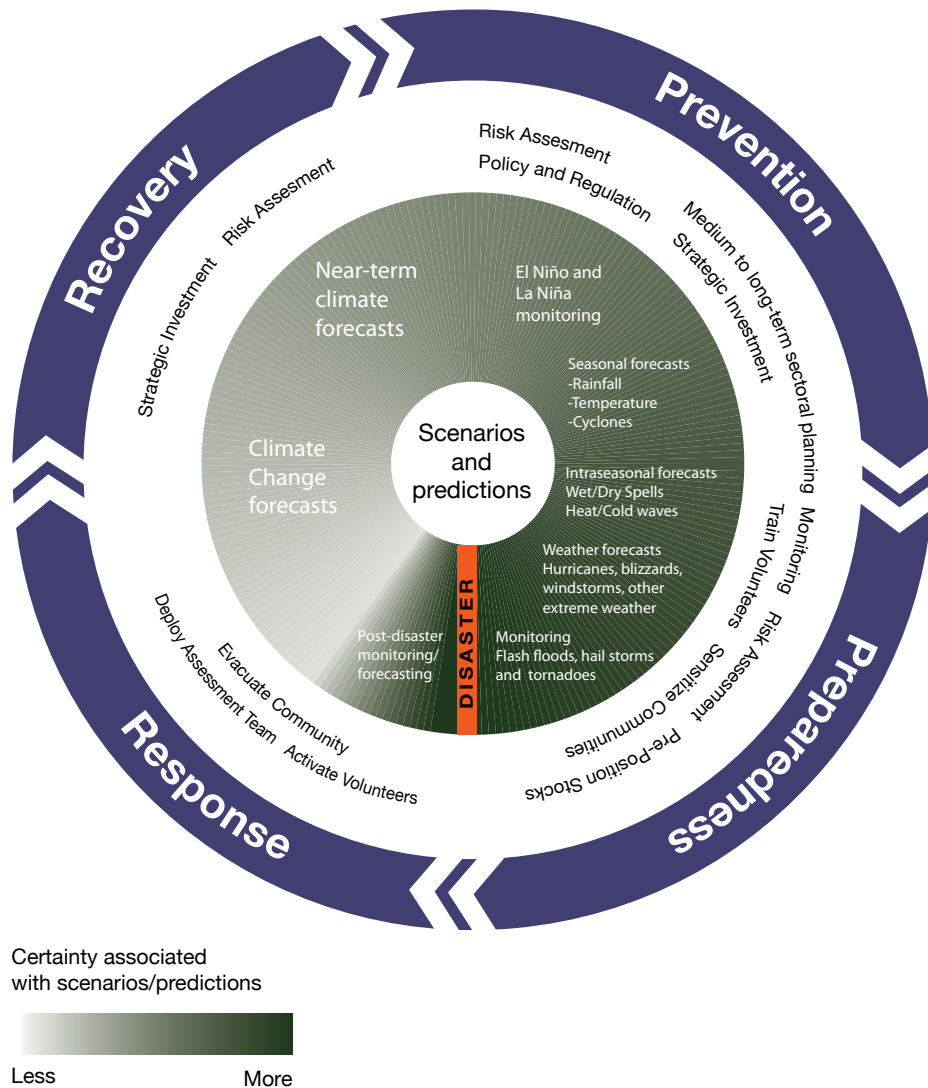 Prevention
Risk Assesment
Policy and Regulation
Medium to long-term sectoral planning
Strategic Investment
Preparedness
Monitoring
Train Volunteers
Risk Assesment
Sensitize Communities
Pre-Position Stocks
Response
Evacuate Community
Deploy Assessment Team
Activate Volunteers
Recovery
Strategic Investment
Risk Assesment
Near-term
climate
forecasts
El Niño and
La Niña
monitoring
Seasonal forecasts
-Rainfall
-Temperature
-Cyclones
Climate
Change
forecasts
Scenarios
and
predictions
Intraseasonal forecasts
Wet/Dry Spells
Heat/Cold waves
Weather forecasts
Hurricanes, blizzards,
windstorms, other
extreme weather
Post-disaster
monitoring/
forecasting
DISASTER
Monitoring
Flash floods, hail storms
and tornadoes
Certainty associated
with scenarios/predictions
Less
More